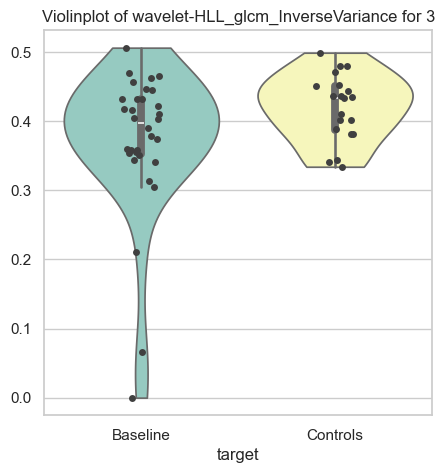 Violinplot of wavelet-HLL_glcm_InverseVariance for 3
0.5
0.4
0.3
0.2
0.1
0.0
Baseline Controls
target